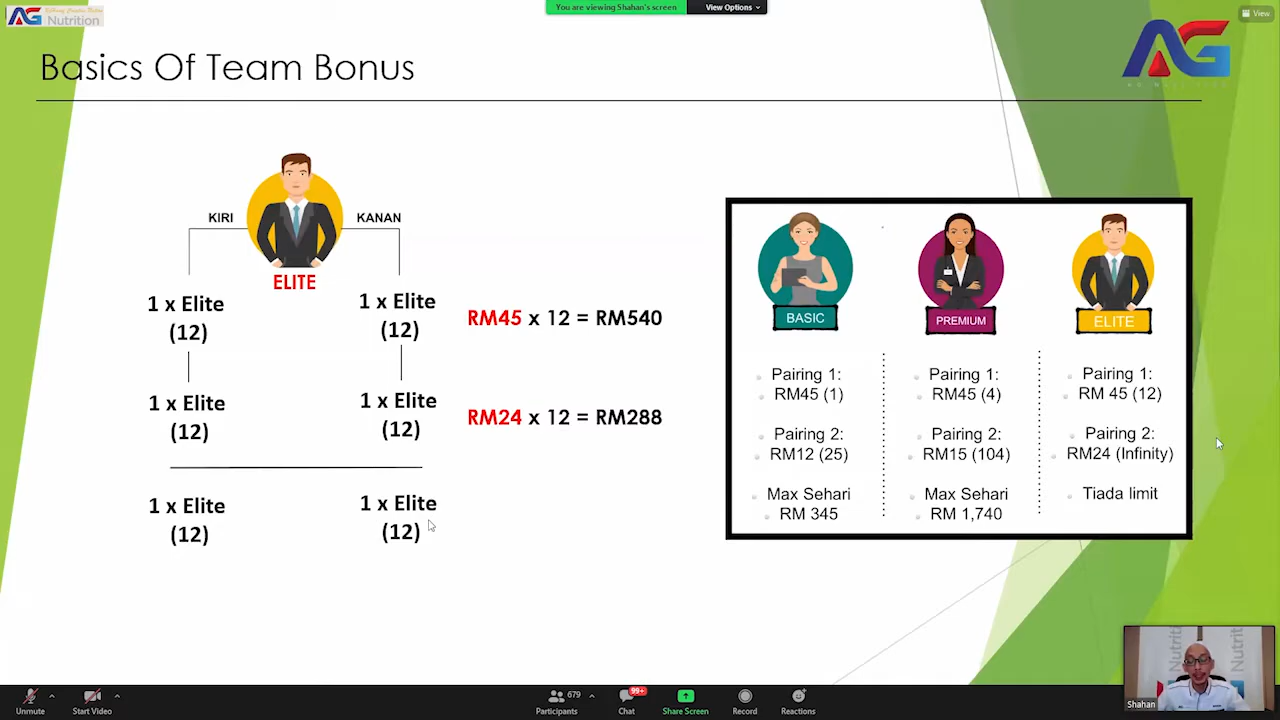 You are viewing Shahan's screen
View Options
View
AG
Nutrition
AG
Basics Of Team Bonus
KIRI
KANAN
ELITE
1 x Elite
(12)
1 x Elite
(12)
RM45 x 12 = RM540
1 x Elite
(12)
1 x Elite
(12)
RM24 x 12 = RM288
1 x Elite
(12)
1 x Elite
(12)
BASIC
Pairing 1:
RM45 (1)
Pairing 2:
RM12 (25)
Max Sehari
RM 345
PREMIUM
Pairing 1:
RM45 (4)
Pairing 2:
RM15 (104)
Max Sehari
RM 1,740
ELITE
Pairing 1:
RM 45 (12)
Pairing 2:
RM24 (Infinity)
Tiada limit
Shahan
Unmute
Start Video
679
Participants
99+
Chat
Share Screen
Record
Reactions